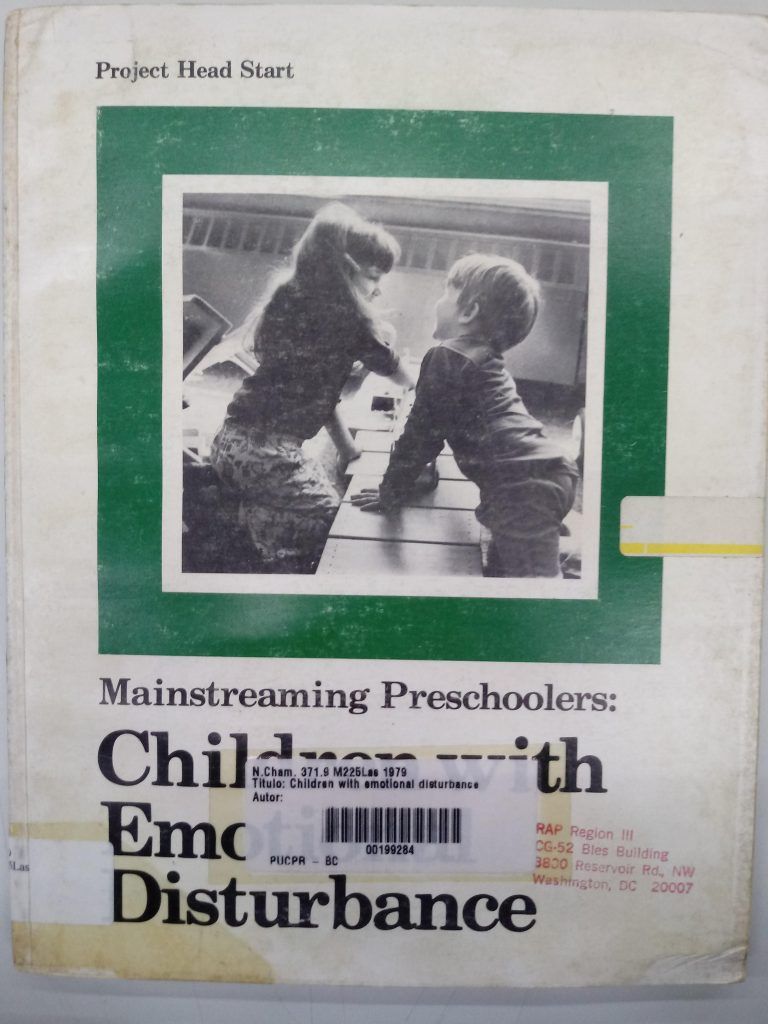 Project Head Start
Mainstreaming Preschoolers:
Children with
Emotional
Disturbance
N.Cham. 371.9 M225Las 1979
Título: Children with emotional disturbance
Autor:
00199284
PUCPR - BC
RAP Region III
CG-52 Bles Building
3800 Reservoir Rd., NW
Washington, DC 20007